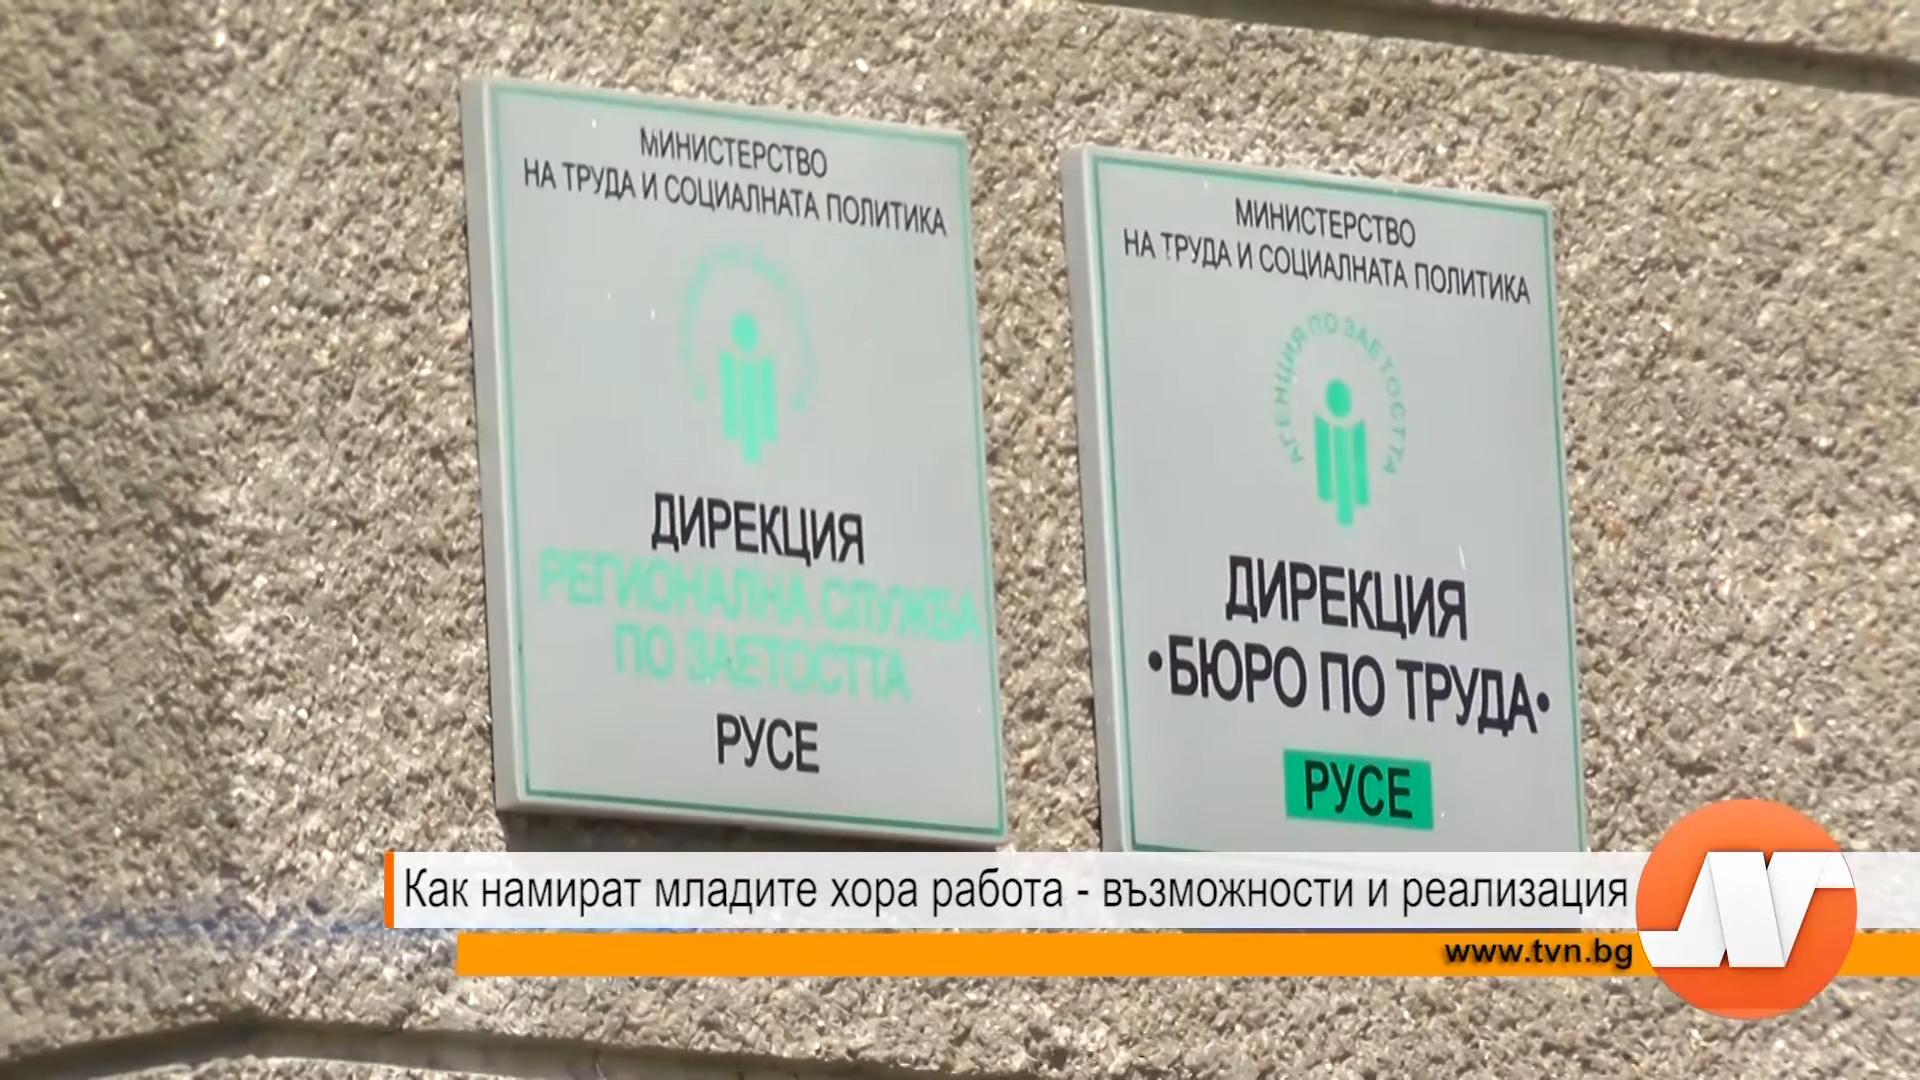 МИНИСТЕРСТВО
НА ТРУДА И СОЦИАЛНАТА ПОЛИТИКА
ДИРЕКЦИЯ
РЕГИОНАЛНА СЛУЖБА
ПО ЗАЕТОСТТА
РУСЕ
МИНИСТЕРСТВО
НА ТРУДА И СОЦИАЛНАТА ПОЛИТИКА
АГЕНЦИЯ ПО ЗАЕТОСТТА
ДИРЕКЦИЯ
•БЮРО ПО ТРУДА•
РУСЕ
Как намират младите хора работа - възможности и реализация
www.tvn.bg